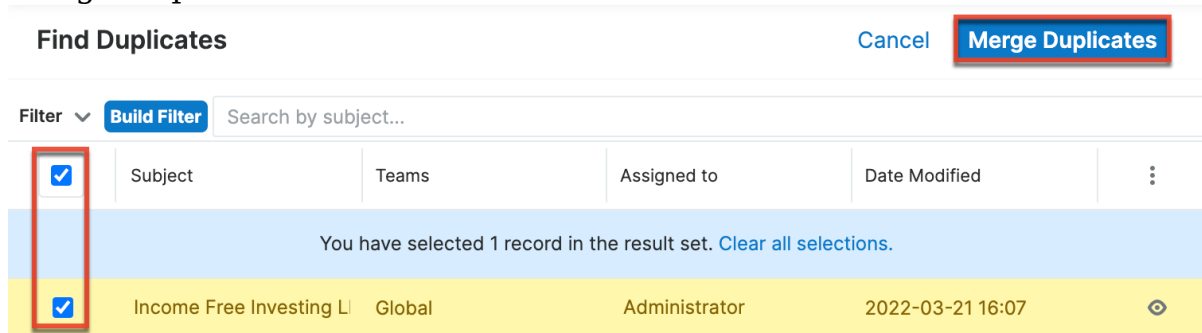 Find Duplicates Cancel Merge Duplicates
Filter Build Filter Search by subject...
Subject Teams Assigned to Date Modified
You have selected 1 record in the result set. Clear all selections.
Income Free Investing Global Administrator 2022-03-21 16:07